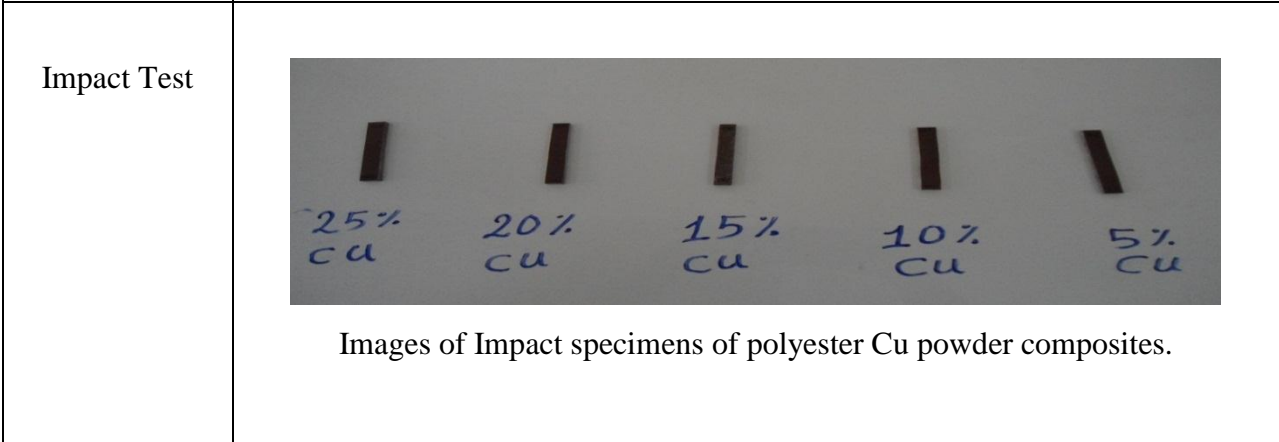 Impact Test
25% 20% 15% 10% 5%
Cu Cu Cu Cu Cu
Images of Impact specimens of polyester Cu powder composites.